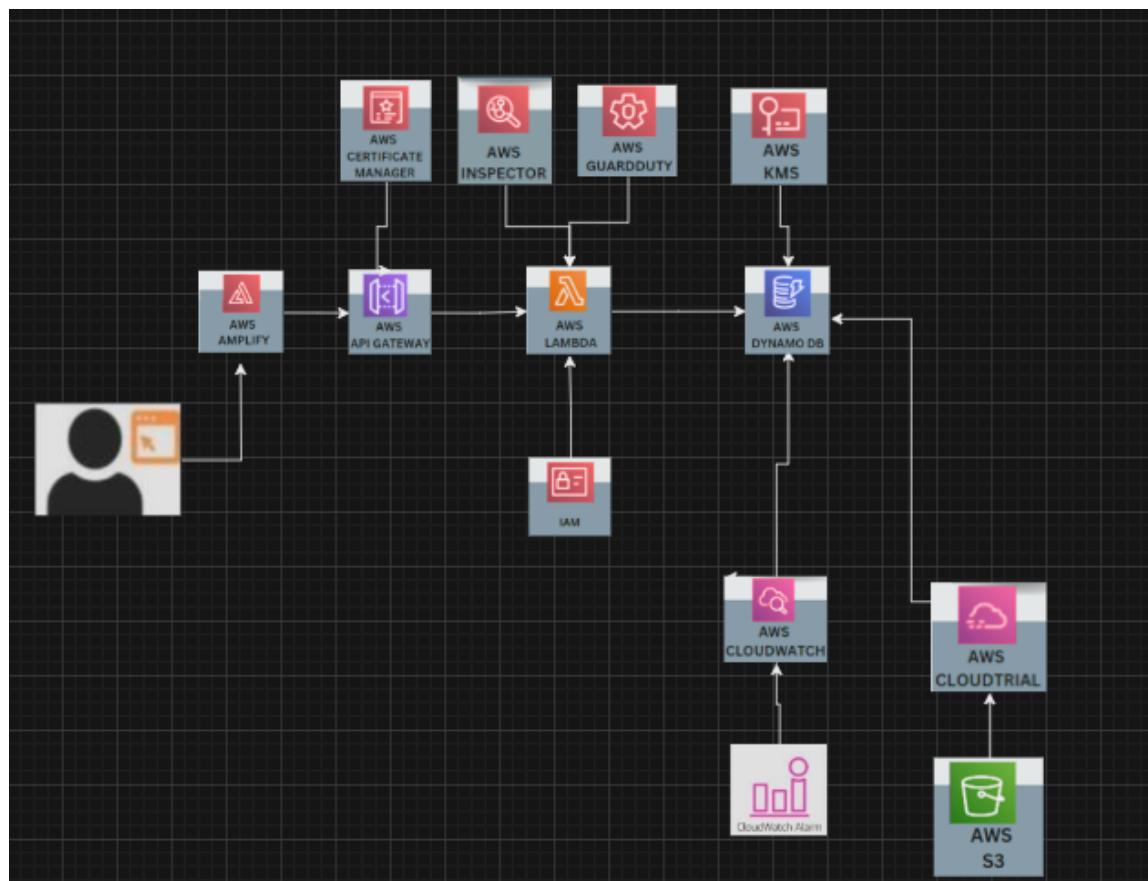 AWS
CERTIFICATE
MANAGER
AWS
INSPECTOR
AWS
GUARDDUTY
AWS
KMS
AWS
AMPLIFY
AWS
API GATEWAY
AWS
LAMBDA
AWS
DYNAMO DB
IAM
AWS
CLOUDWATCH
AWS
CLOUDTRIAL
CloudWatch Alarm
AWS
S3